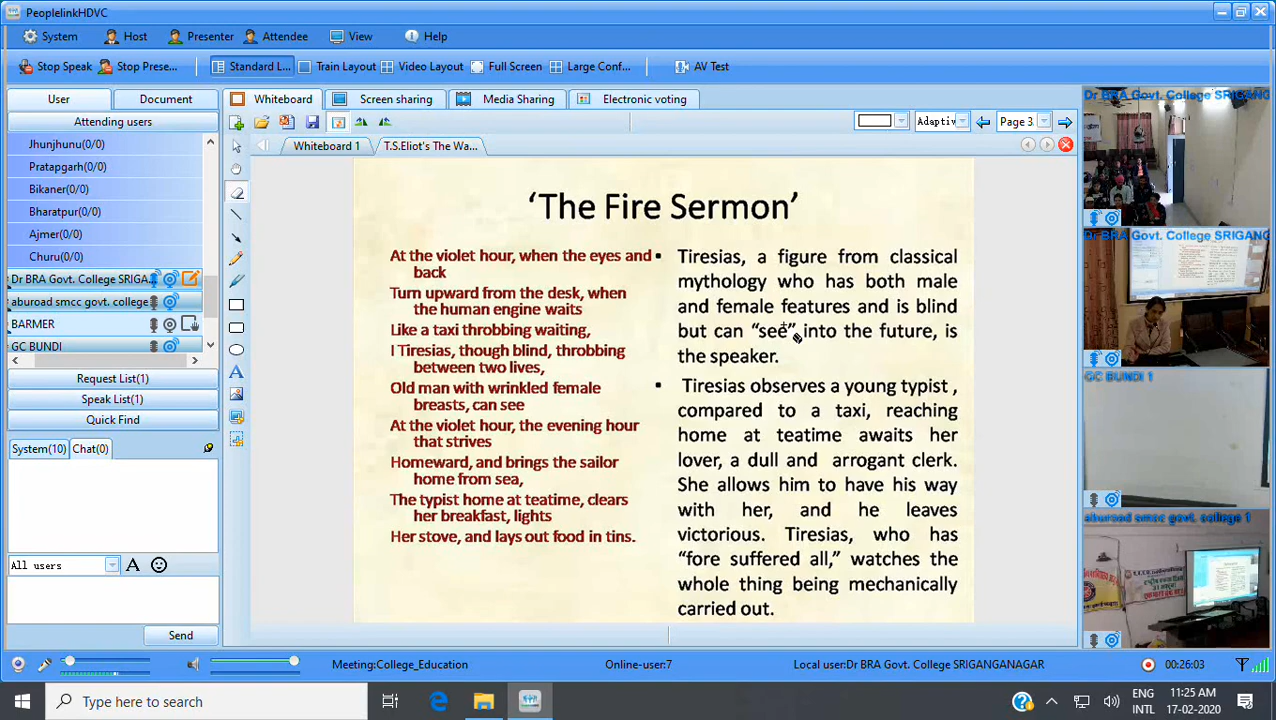 PeoplelinkHDVC
System Host Presenter Attendee View Help
Stop Speak Stop Prese... Standard L... Train Layout Video Layout Full Screen Large Conf... AV Test
User Document
Attending users
Jhunjhunu(0/0)
Pratapgarh(0/0)
Bikaner(0/0)
Bharatpur(0/0)
Ajmer(0/0)
Churu(0/0)
Dr BRA Govt. College SRIGA...
aburoad smcc govt. college
BARMER
GC BUNDI
Request List(1)
Speak List(1)
Quick Find
System(10) Chat(0)
All users
Send
Whiteboard Screen sharing Media Sharing Electronic voting
Adaptiv Page 3
Whiteboard 1 T.S.Eliot's The Wa...
‘The Fire Sermon’
At the violet hour, when the eyes and
back
Turn upward from the desk, when
the human engine waits
Like a taxi throbbing waiting,
I Tiresias, though blind, throbbing
between two lives,
Old man with wrinkled female
breasts, can see
At the violet hour, the evening hour
that strives
Homeward, and brings the sailor
home from sea,
The typist home at teatime, clears
her breakfast, lights
Her stove, and lays out food in tins.
• Tiresias, a figure from classical
mythology who has both male
and female features and is blind
but can “see” into the future, is
the speaker.
• Tiresias observes a young typist ,
compared to a taxi, reaching
home at teatime awaits her
lover, a dull and arrogant clerk.
She allows him to have his way
with her, and he leaves
victorious. Tiresias, who has
“fore suffered all,” watches the
whole thing being mechanically
carried out.
Dr BRA Govt. College SRIGANG
Dr BRA Govt. College SRIGANG
GC BUNDI 1
aburoad smcc govt. college 1
Meeting:College_Education Online-user:7 Local user:Dr BRA Govt. College SRIGANGANAGAR 00:26:03
Type here to search
ENG
INTL
11:25 AM
17-02-2020